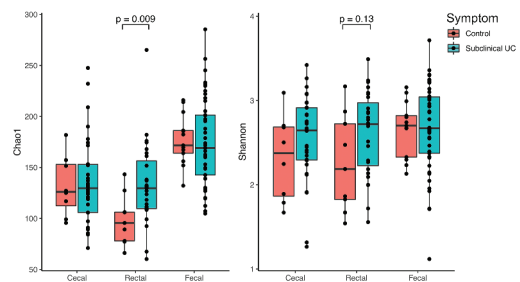 p = 0.009
p = 0.13
Symptom
Control
Subclinical UC
Chao1
300
250
200
150
100
50
Cecal
Rectal
Fecal
Shannon
4
3
2
1
Cecal
Rectal
Fecal